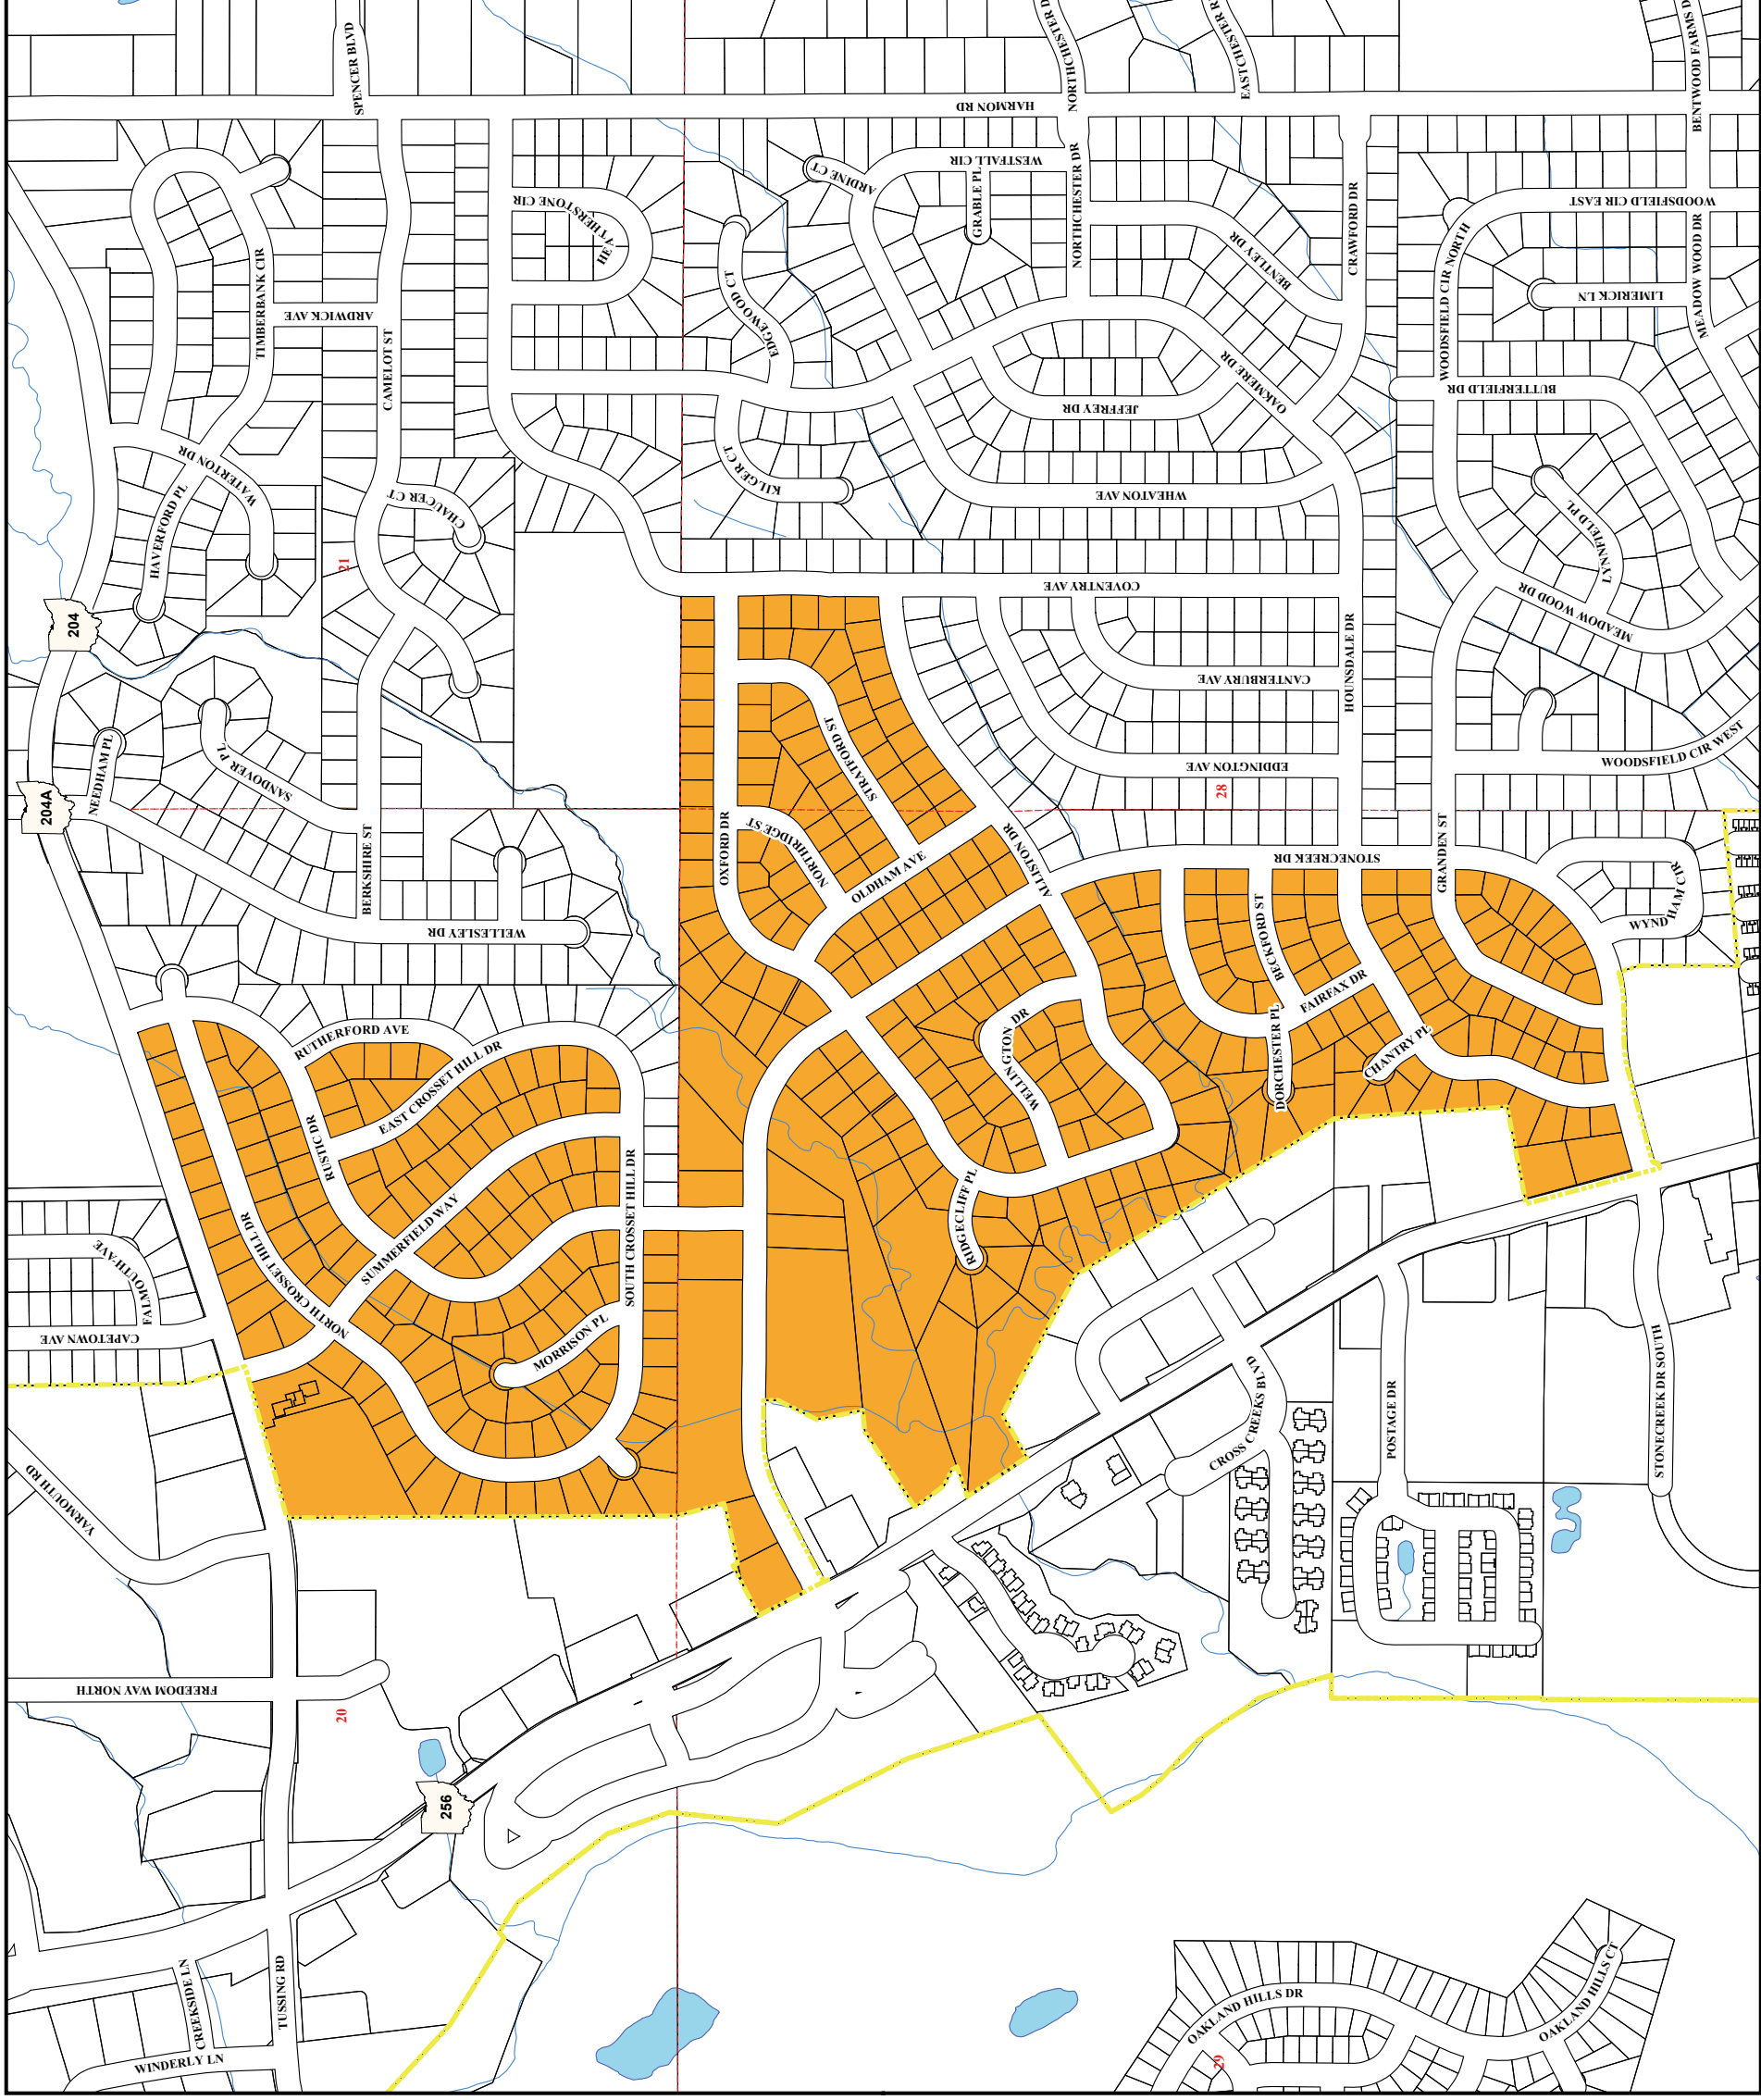 SPENCER BLVD
NORTHCHESTER D
EASTCHESTER R
BENTWOOD FARMS D
HARMON RD
WESTFALL CIR
ARDINE CT
GRABLE PL
NORTHCHESTER DR
CRAWFORD DR
WOODSFIELD CIR EAST
HEATHERSTONE CIR
BENTLEY DR
WOODSFIELD CIR NORTH
LIMERICK LN
MEADOW WOOD DR
TIMBERBANK CIR
ARDWICK AVE
CAMELOT ST
EDGEWOOD CT
OAKMERE DR
JEFFREY DR
BUTTERFIELD DR
WATERTON DR
HAVERFORD PL
CHAUCER CT
KILGER CT
WHEATON AVE
LYNNFIELD PL
21
COVENTRY AVE
MEADOW WOOD DR
204
HOUNSDALE DR
CANTERBURY AVE
NEEDHAM PL
SANDOVER PL
STRATFORD ST
EDDINGTON AVE
WOODSFIELD CIR WEST
204A
28
BERKSHIRE ST
OXFORD DR
NORTHRIDGE ST
OLDHAM AVE
ALLISTON DR
STONECREEK DR
GRANDEN ST
WELLESLEY DR
BECKFORD ST
WYNDHAM CIR
RUTHERFORD AVE
EAST CROSSET HILL DR
WELLINGTON DR
FAIRFAX DR
DORCHESTER PL
CHANTRY PL
RUSTIC DR
SUMMERFIELD WAY
SOUTH CROSSET HILL DR
RIDGECLIFF PL
FALMOUTH AVE
NORTH CROSSET HILL DR
CAPETOWN AVE
MORRISON PL
CROSS CREEKS BLVD
POSTAGE DR
STONECREEK DR SOUTH
YARMOUTH RD
FREEDOM WAY NORTH
20
256
CREEKSIDE LN
TUSSING RD
WINDERLY LN
OAKLAND HILLS DR
OAKLAND HILLS CT
29